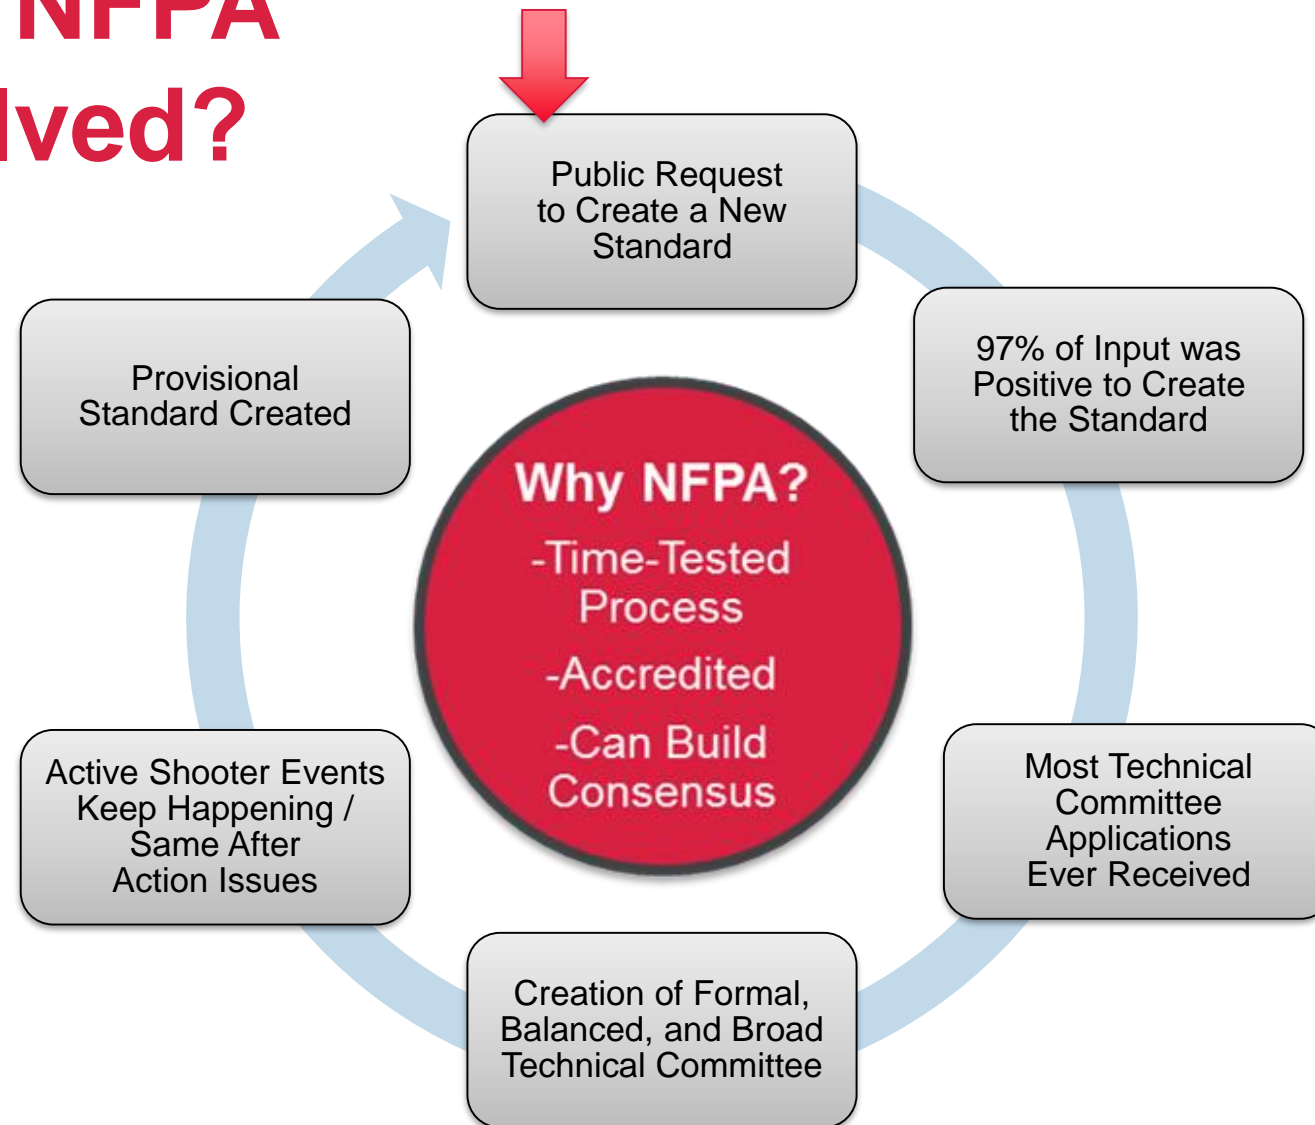 NFPA
lved?
Public Request
to Create a New
Standard
97% of Input was
Positive to Create
the Standard
Most Technical
Committee
Applications
Ever Received
Creation of Formal,
Balanced, and Broad
Technical Committee
Active Shooter Events
Keep Happening /
Same After
Action Issues
Provisional
Standard Created
Why NFPA?
-Time-Tested
Process
-Accredited
-Can Build
Consensus